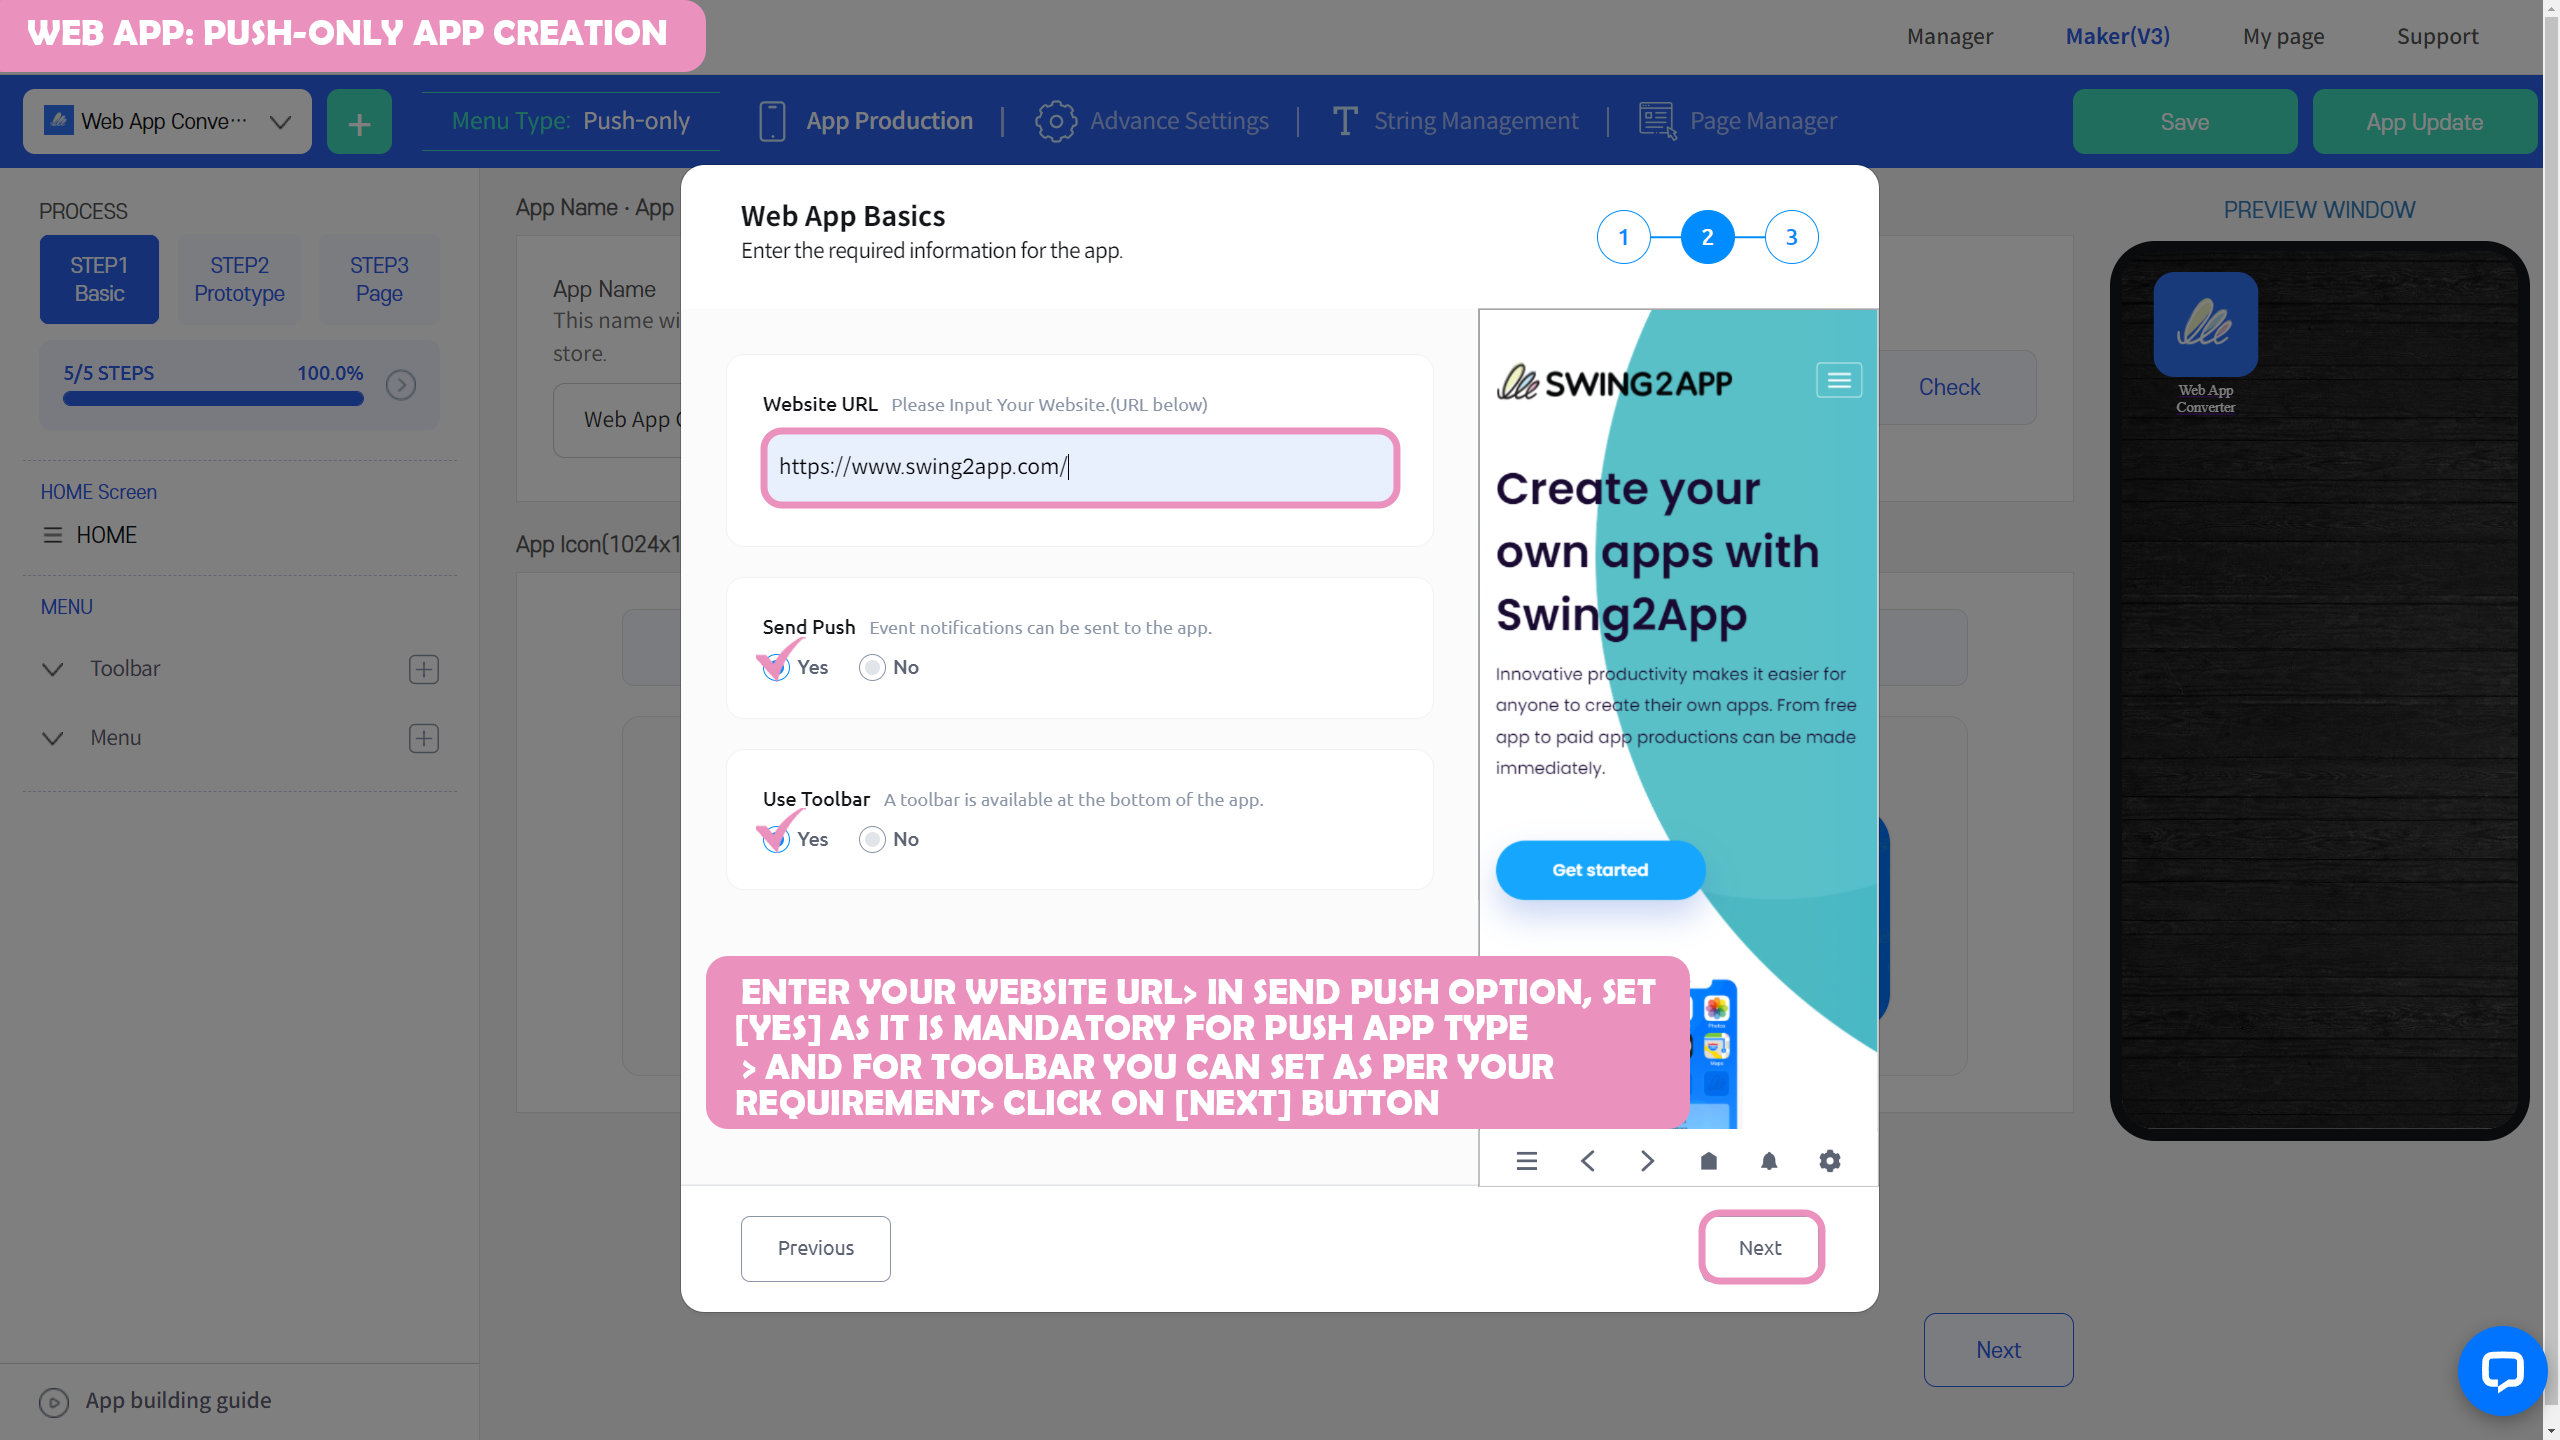 WEB APP: PUSH-ONLY APP CREATION
Manager
Maker(V3)
My page
Support
Web App Conve···
Menu Type: Push-only
App Production
Advance Settings
String Management
Page Manager
Save
App Update
PROCESS
STEP1
Basic
STEP2
Prototype
STEP3
Page
5/5 STEPS
100.0%
HOME Screen
HOME
MENU
Toolbar
Menu
App building guide
App Name · App
App Name
This name wi
store.
Web App
Check
App Icon(1024x1
Next
Web App Basics
Enter the required information for the app.
1
2
3
Website URL Please Input Your Website.(URL below)
https://www.swing2app.com/
Send Push Event notifications can be sent to the app.
Yes
No
Use Toolbar A toolbar is available at the bottom of the app.
Yes
No
ENTER YOUR WEBSITE URL> IN SEND PUSH OPTION, SET
[YES] AS IT IS MANDATORY FOR PUSH APP TYPE
> AND FOR TOOLBAR YOU CAN SET AS PER YOUR
REQUIREMENT> CLICK ON [NEXT] BUTTON
SWING2APP
Create your
own apps with
Swing2App
Innovative productivity makes it easier for
anyone to create their own apps. From free
app to paid app productions can be made
immediately.
Get started
Photos
Maps
Previous
Next
PREVIEW WINDOW
Web App
Converter